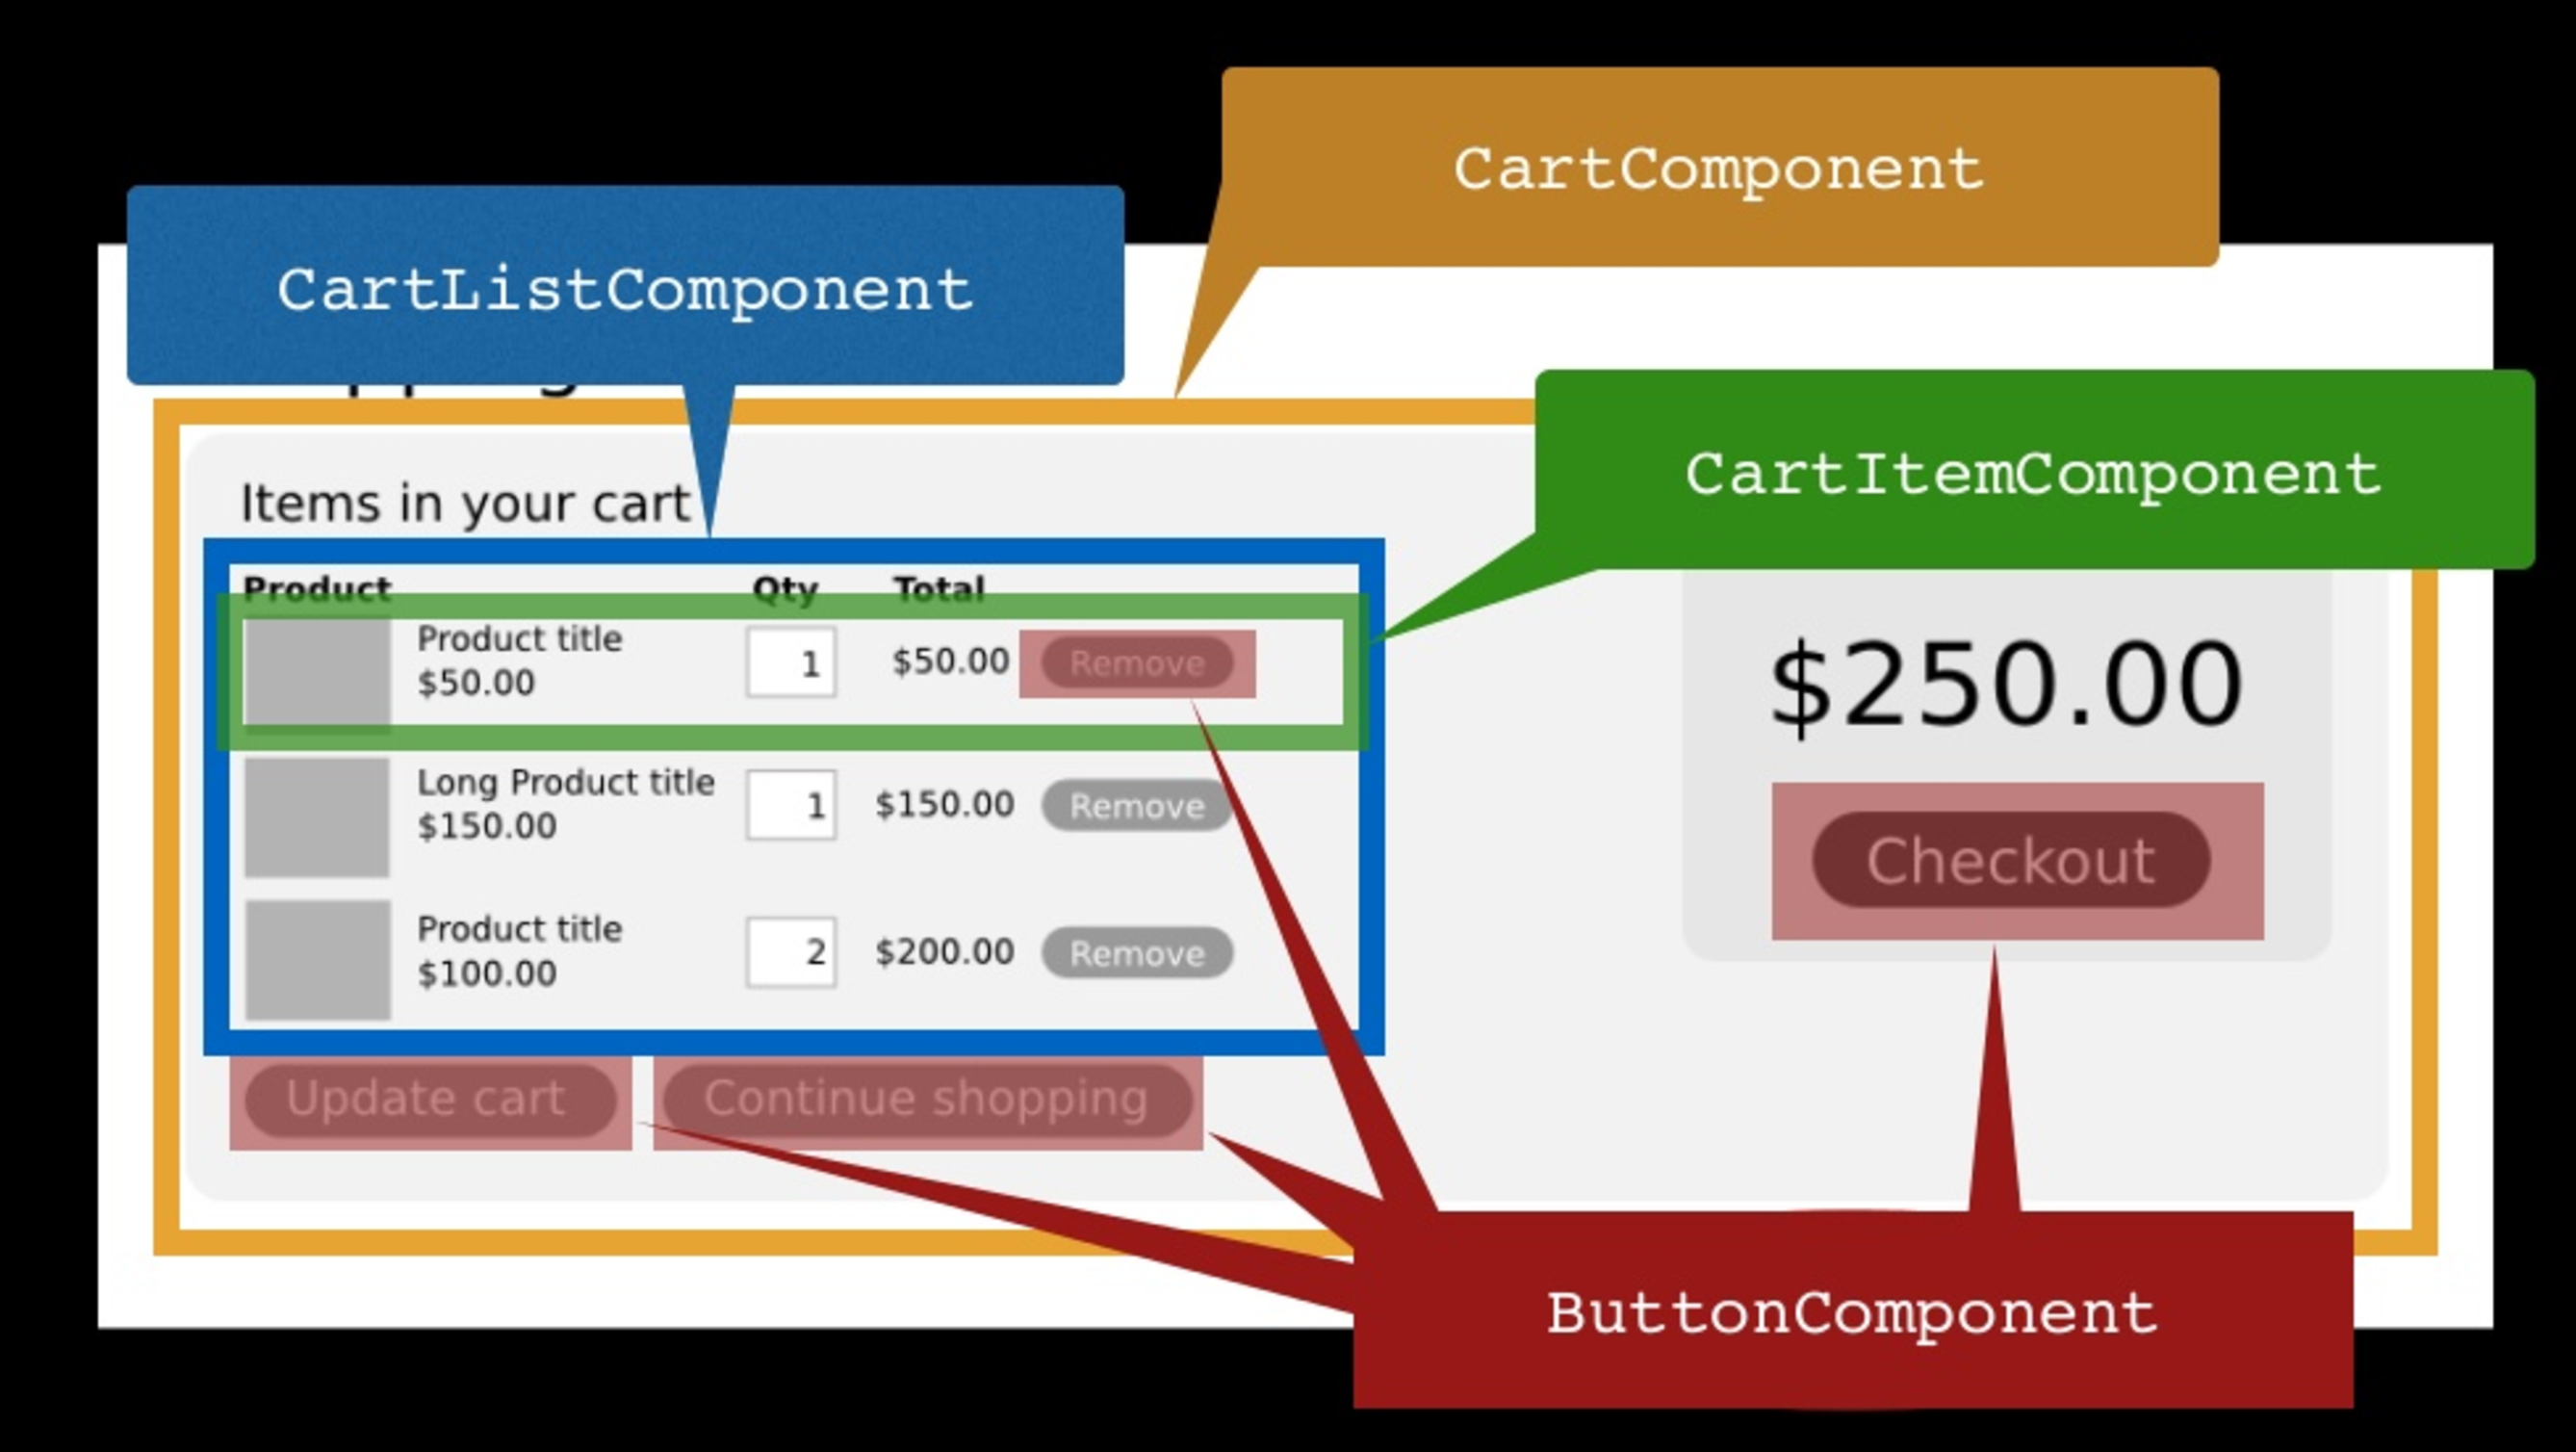 CartComponent
CartListComponent
CartItemComponent
Items in your cart
Product Qty Total
Product title
$50.00
1
$50.00
Remove
Long Product title
$150.00
1
$150.00
Remove
Product title
$100.00
2
$200.00
Remove
$250.00
Checkout
Update cart
Continue shopping
ButtonComponent